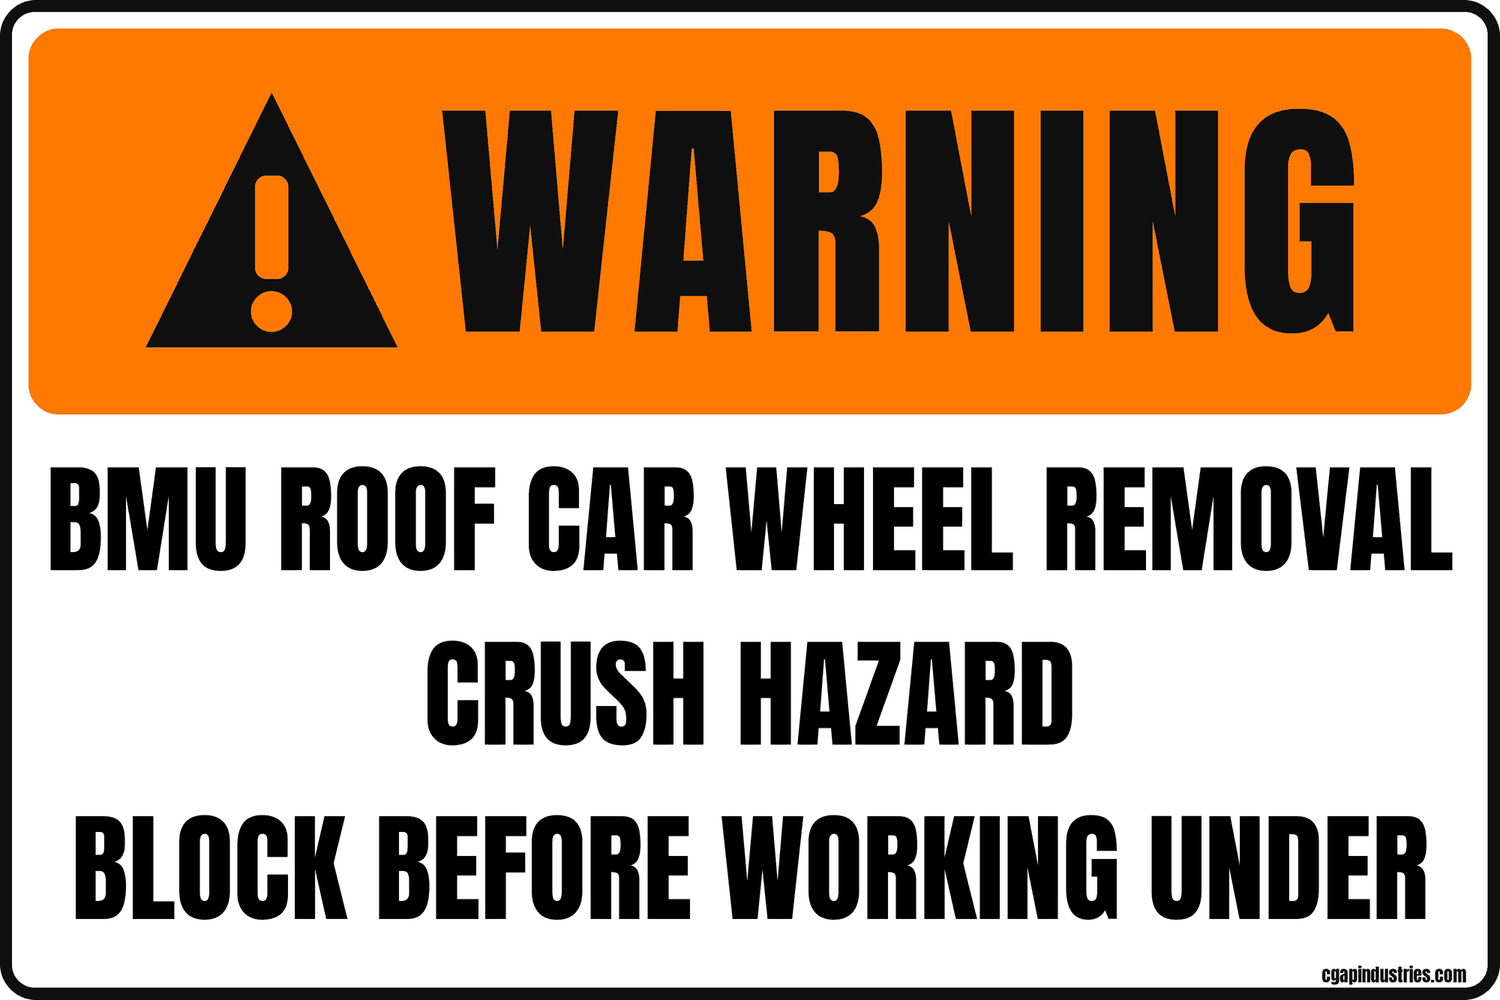 WARNING
BMU ROOF CAR WHEEL REMOVAL
CRUSH HAZARD
BLOCK BEFORE WORKING UNDER
cgapindustries.com